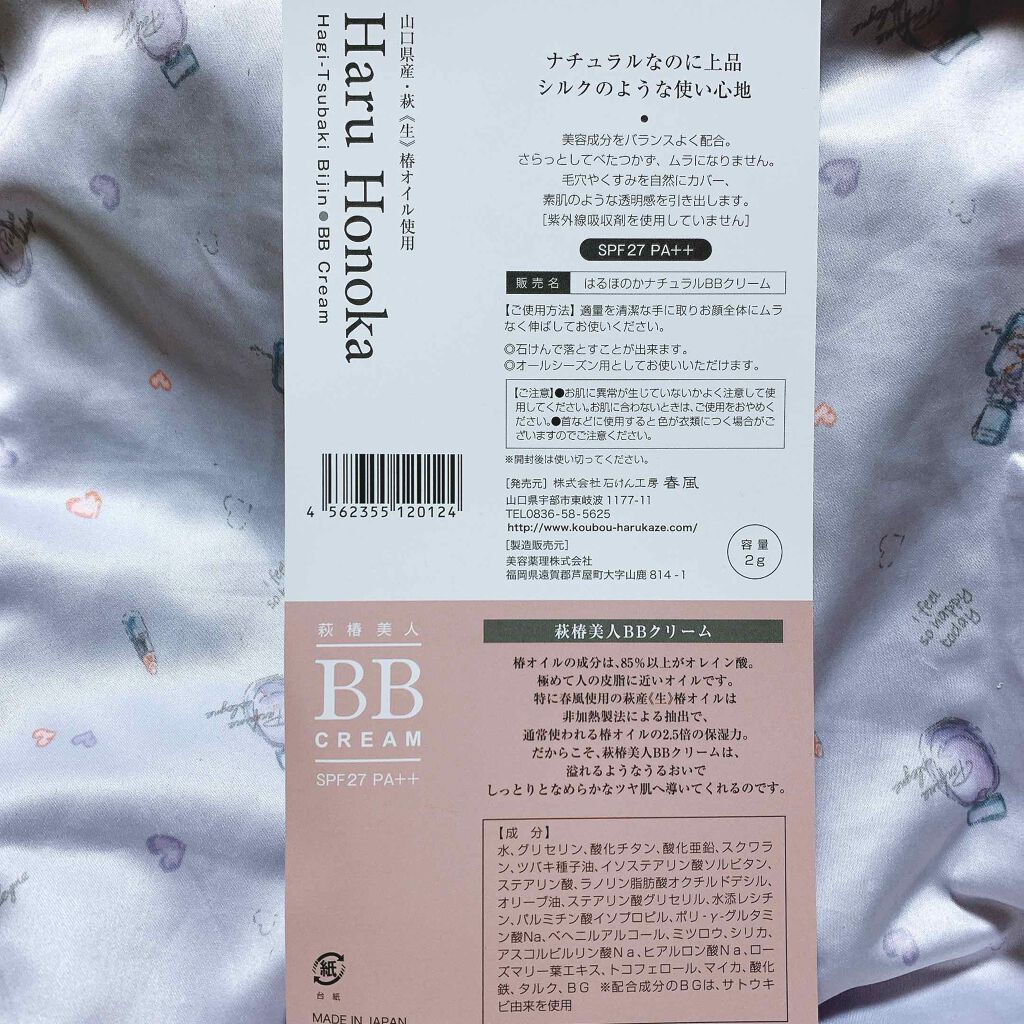 山口県産・萩《生》椿オイル使用
Haru Honoka
Hagi-Tsubaki Bijin ● BB Cream
4 562355 120124
ナチュラルなのに上品
シルクのような使い心地
●
美容成分をバランスよく配合。
さらっとしてべたつかず、ムラになりません。
毛穴やくすみを自然にカバー、
素肌のような透明感を引き出します。
[紫外線吸収剤を使用していません]
SPF27 PA++
販売名 はるほのかナチュラルBBクリーム
【ご使用方法】適量を清潔な手に取りお顔全体にムラ
なく伸ばしてお使いください。
◎石けんで落とすことが出来ます。
◎オールシーズン用としてお使いいただけます。
【ご注意】●お肌に異常が生じていないかよく注意して使
用してください。お肌に合わないときは、ご使用をおやめく
ださい。●首などに使用すると色が衣類につく場合がご
ざいますのでご注意ください。
※開封後は使い切ってください。
[発売元] 株式会社 石けん工房 春風
山口県宇部市東岐波 1177-11
TEL0836-58-5625
http://www.koubou-harukaze.com/
[製造販売元]
美容薬理株式会社
福岡県遠賀郡芦屋町大字山鹿 814-1
容量
2g
萩椿美人
BB
CREAM
SPF27 PA++
萩椿美人BBクリーム
椿オイルの成分は、85%以上がオレイン酸。
極めて人の皮脂に近いオイルです。
特に春風使用の萩産《生》椿オイルは
非加熱製法による抽出で、
通常使われる椿オイルの2.5倍の保湿力。
だからこそ、萩椿美人BBクリームは、
溢れるようなうるおいで
しっとりとなめらかなツヤ肌へ導いてくれるのです。
【成 分】
水、グリセリン、酸化チタン、酸化亜鉛、スクワラ
ン、ツバキ種子油、イソステアリン酸ソルビタン、
ステアリン酸、ラノリン脂肪酸オクチルドデシル、
オリーブ油、ステアリン酸グリセリル、水添レシチ
ン、パルミチン酸イソプロピル、ポリ-γ-グルタミ
ン酸Na、ベヘニルアルコール、ミツロウ、シリカ、
アスコルビルリン酸Na、ヒアルロン酸Na、ロー
ズマリー葉エキス、トコフェロール、マイカ、酸化
鉄、タルク、BG ※配合成分のBGは、サトウキ
ビ由来を使用
紙
台紙
MADE IN JAPAN